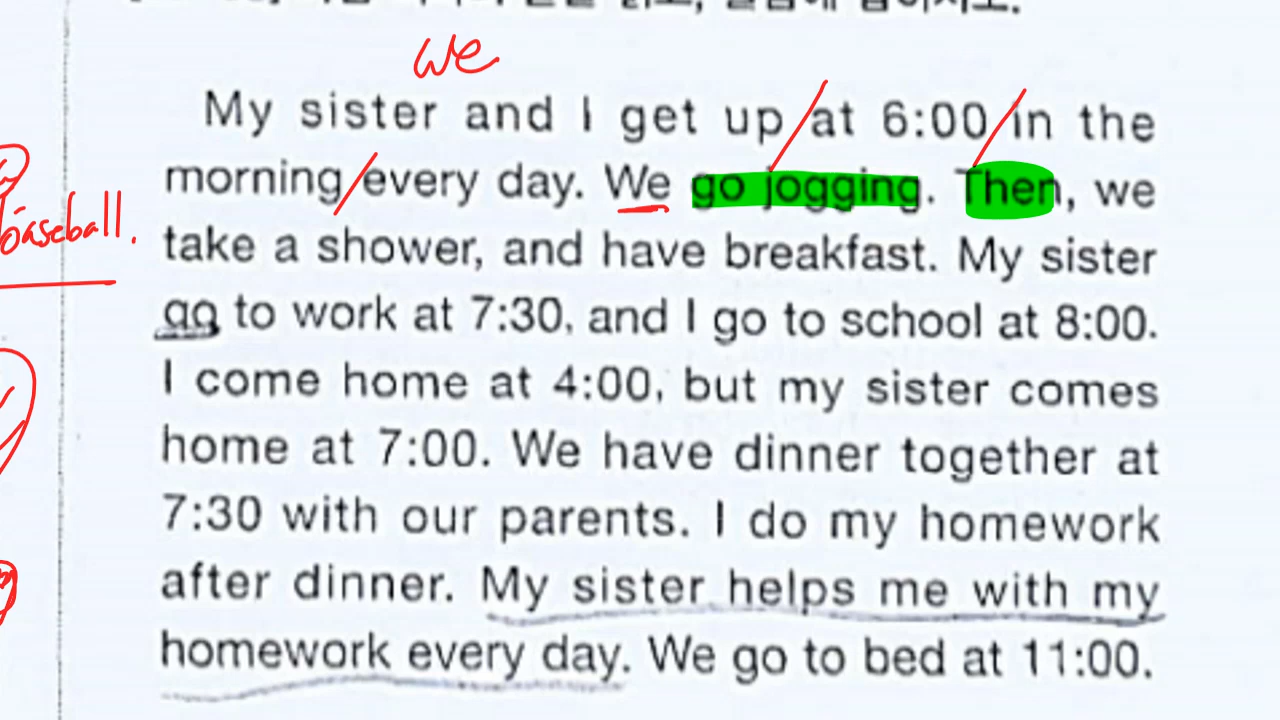 we
My sister and I get up at 6:00 in the
morning every day. We go jogging. Then, we
baseball.
take a shower, and have breakfast. My sister
go to work at 7:30, and I go to school at 8:00.
I come home at 4:00, but my sister comes
home at 7:00. We have dinner together at
7:30 with our parents. I do my homework
after dinner. My sister helps me with my
homework every day. We go to bed at 11:00.